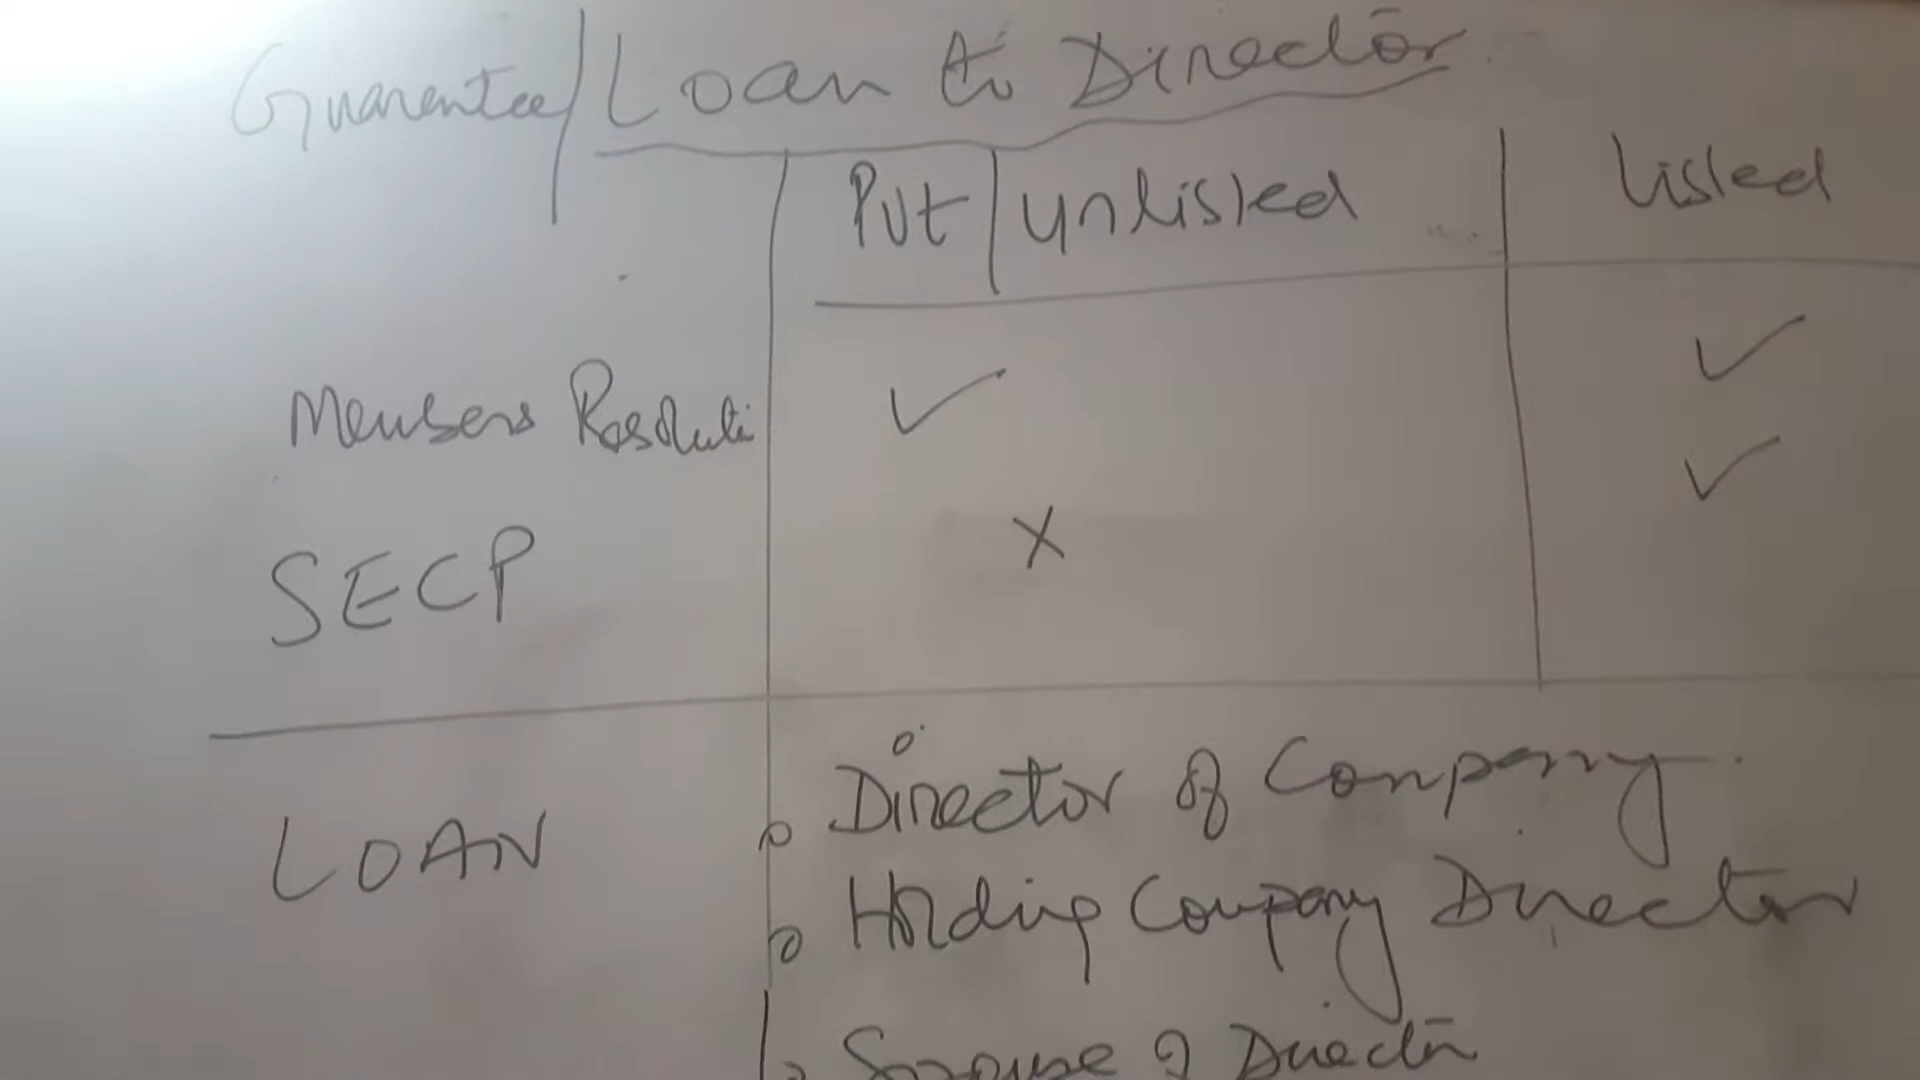 Guarentee/Loan to Director
Pvt/unlisted listed
Members Resoluti ✓ ✓
SECP X ✓
LOAN
Director of Company
Holding Company Director
Spouse of Director